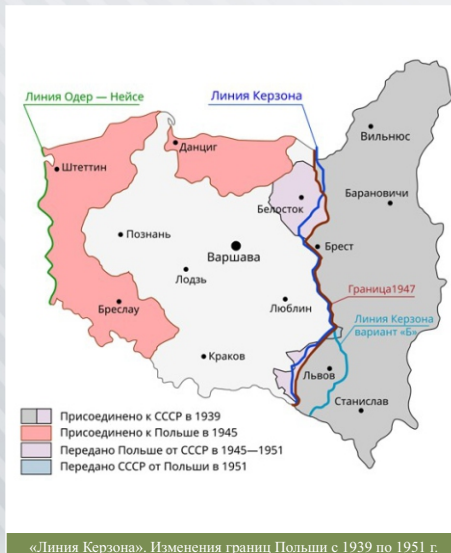 Линия Одер — Нейсе
Линия Керзона
Вильнюс
Данциг
Штеттин
Барановичи
Белосток
Познань
Варшава
Брест
Лодзь
Граница1947
Бреслау
Люблин
Линия Керзона
вариант «Б»
Краков
Львов
Станислав
Присоединено к СССР в 1939
Присоединено к Польше в 1945
Передано Польше от СССР в 1945—1951
Передано СССР от Польши в 1951
«Линия Керзона». Изменения границ Польши с 1939 по 1951 г.